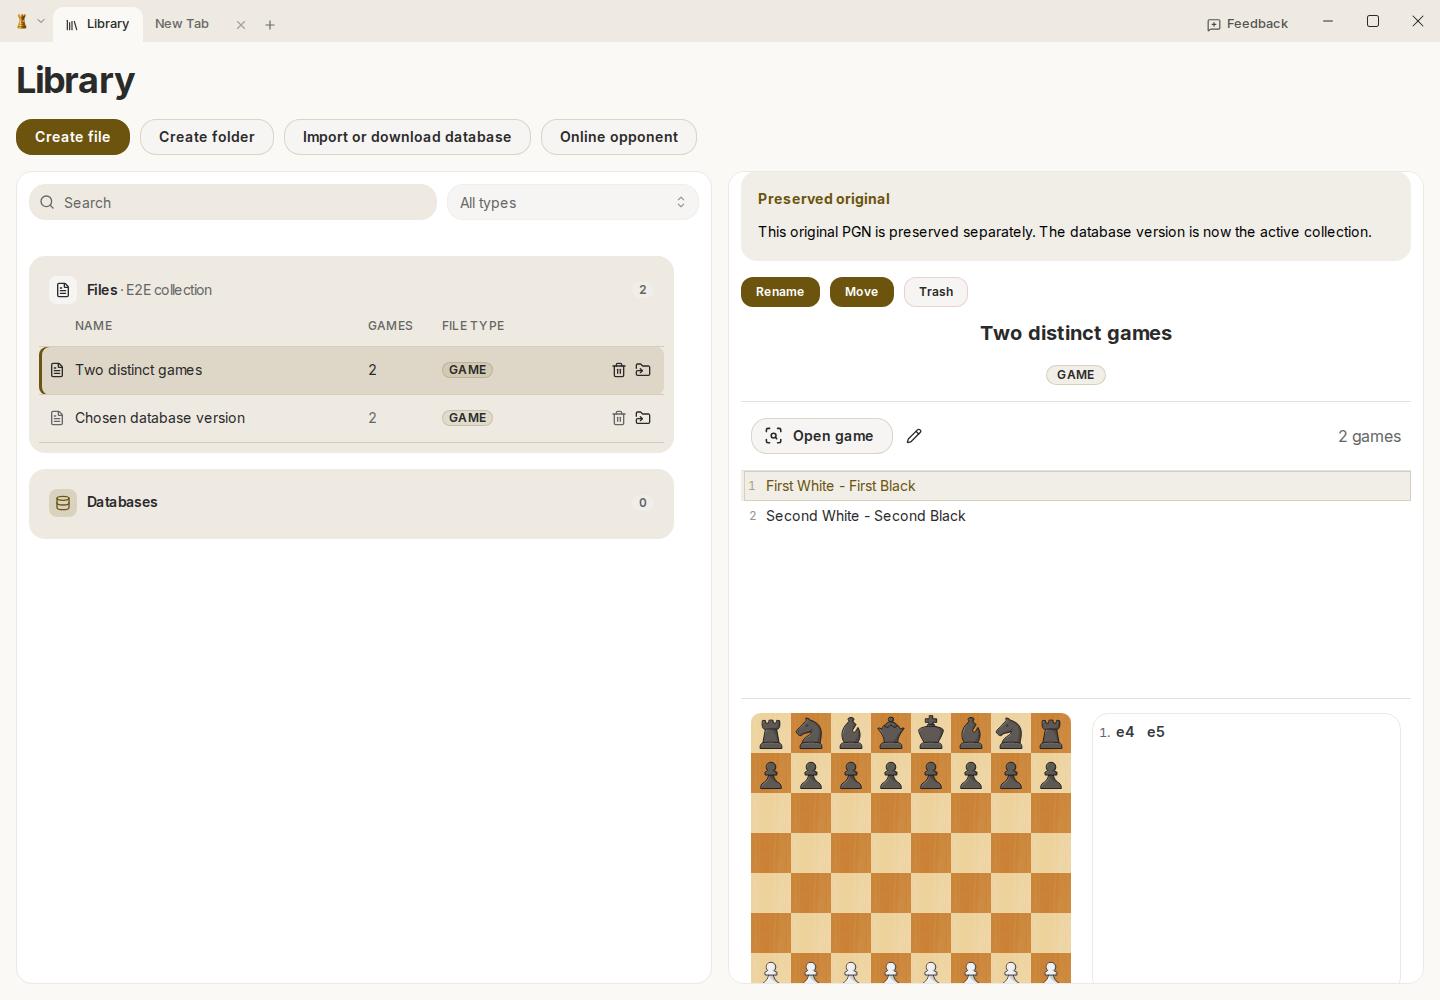 Library
New Tab
Feedback
Library
Create file
Create folder
Import or download database
Online opponent
Search
All types
Files · E2E collection
2
NAME
GAMES
FILE TYPE
Two distinct games
2
GAME
Chosen database version
2
GAME
Databases
0
Preserved original
This original PGN is preserved separately. The database version is now the active collection.
Rename
Move
Trash
Two distinct games
GAME
Open game
2 games
1 First White - First Black
2 Second White - Second Black
1. e4 e5